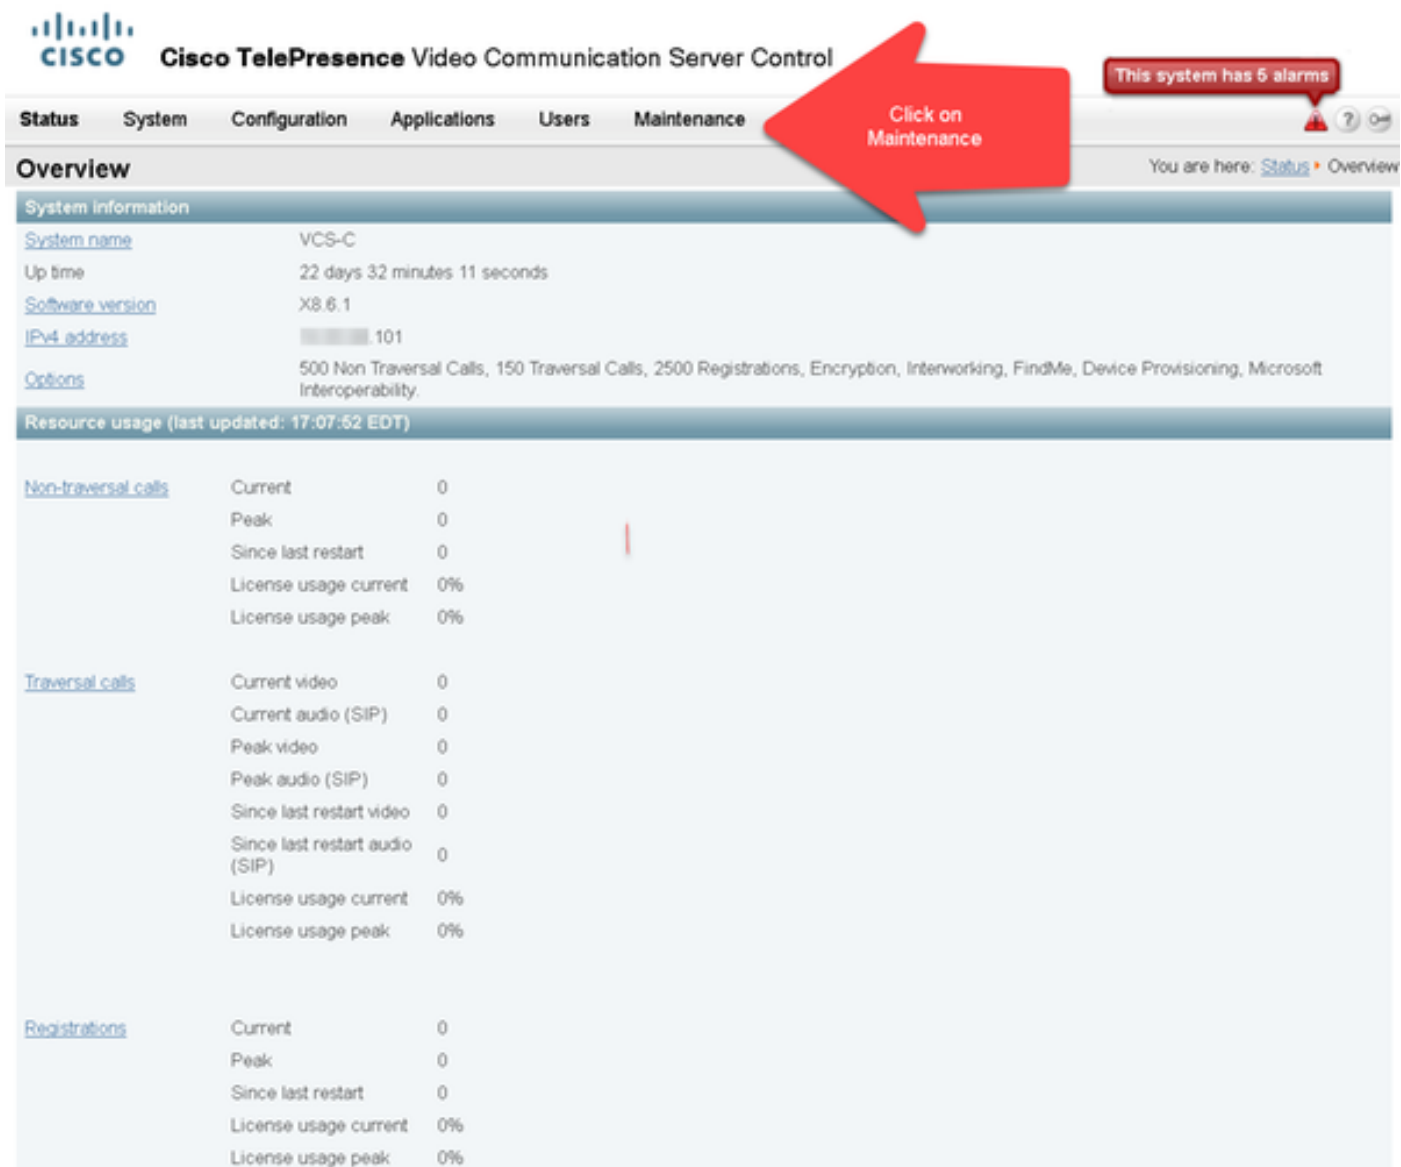 CISCO
Cisco TelePresence Video Communication Server Control
This system has 6 alarms
Status System Configuration Applications Users Maintenance
Click on
Maintenance
Overview
You are here: Status Overview
System information
System name VCS-C
Up time 22 days 32 minutes 11 seconds
Software version X8.6.1
IPv4 address .101
Options 500 Non Traversal Calls, 150 Traversal Calls, 2500 Registrations, Encryption, Interworking, FindMe, Device Provisioning, Microsoft
Interoperability.
Resource usage (last updated: 17:07:52 EDT)
Non-traversal calls Current 0
Peak 0
Since last restart 0
License usage current 0%
License usage peak 0%
Traversal calls Current video 0
Current audio (SIP) 0
Peak video 0
Peak audio (SIP) 0
Since last restart video 0
Since last restart audio
(SIP) 0
License usage current 0%
License usage peak 0%
Registrations Current 0
Peak 0
Since last restart 0
License usage current 0%
License usage peak 0%